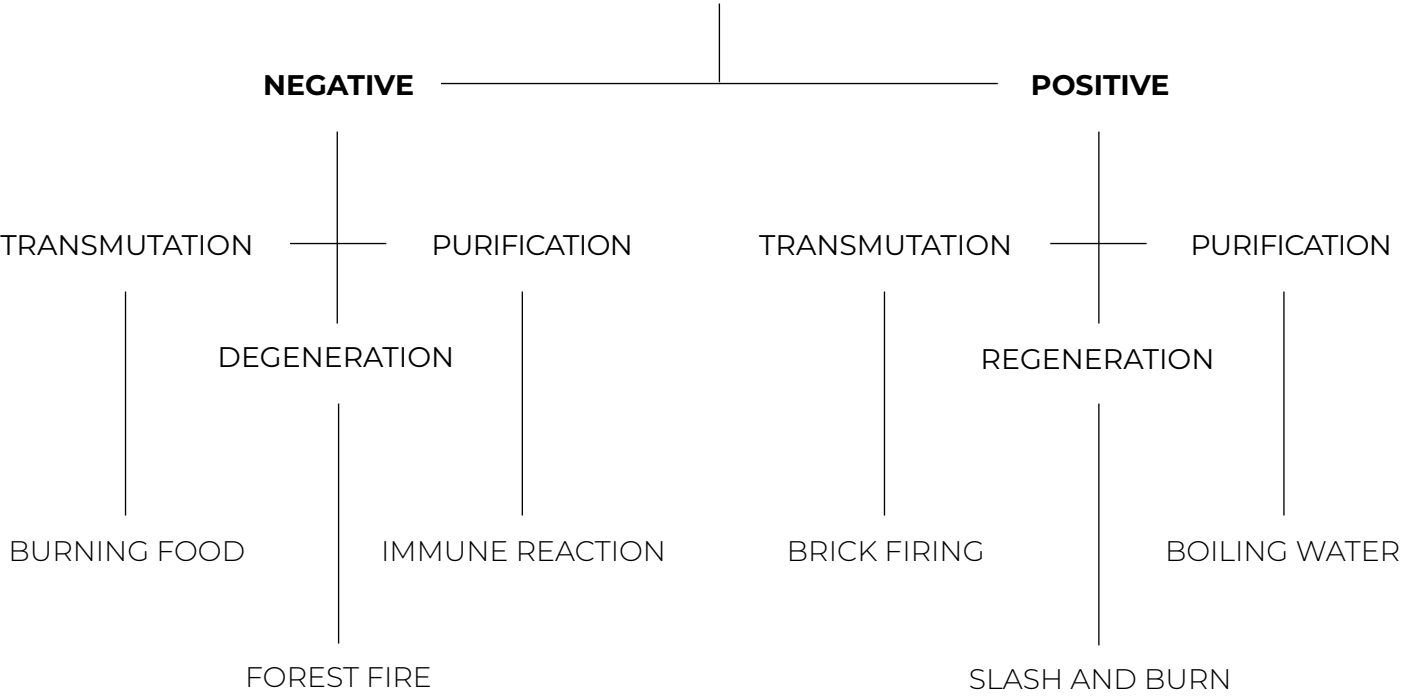 NEGATIVE
POSITIVE
TRANSMUTATION
PURIFICATION
TRANSMUTATION
PURIFICATION
DEGENERATION
REGENERATION
BURNING FOOD
IMMUNE REACTION
BRICK FIRING
BOILING WATER
FOREST FIRE
SLASH AND BURN